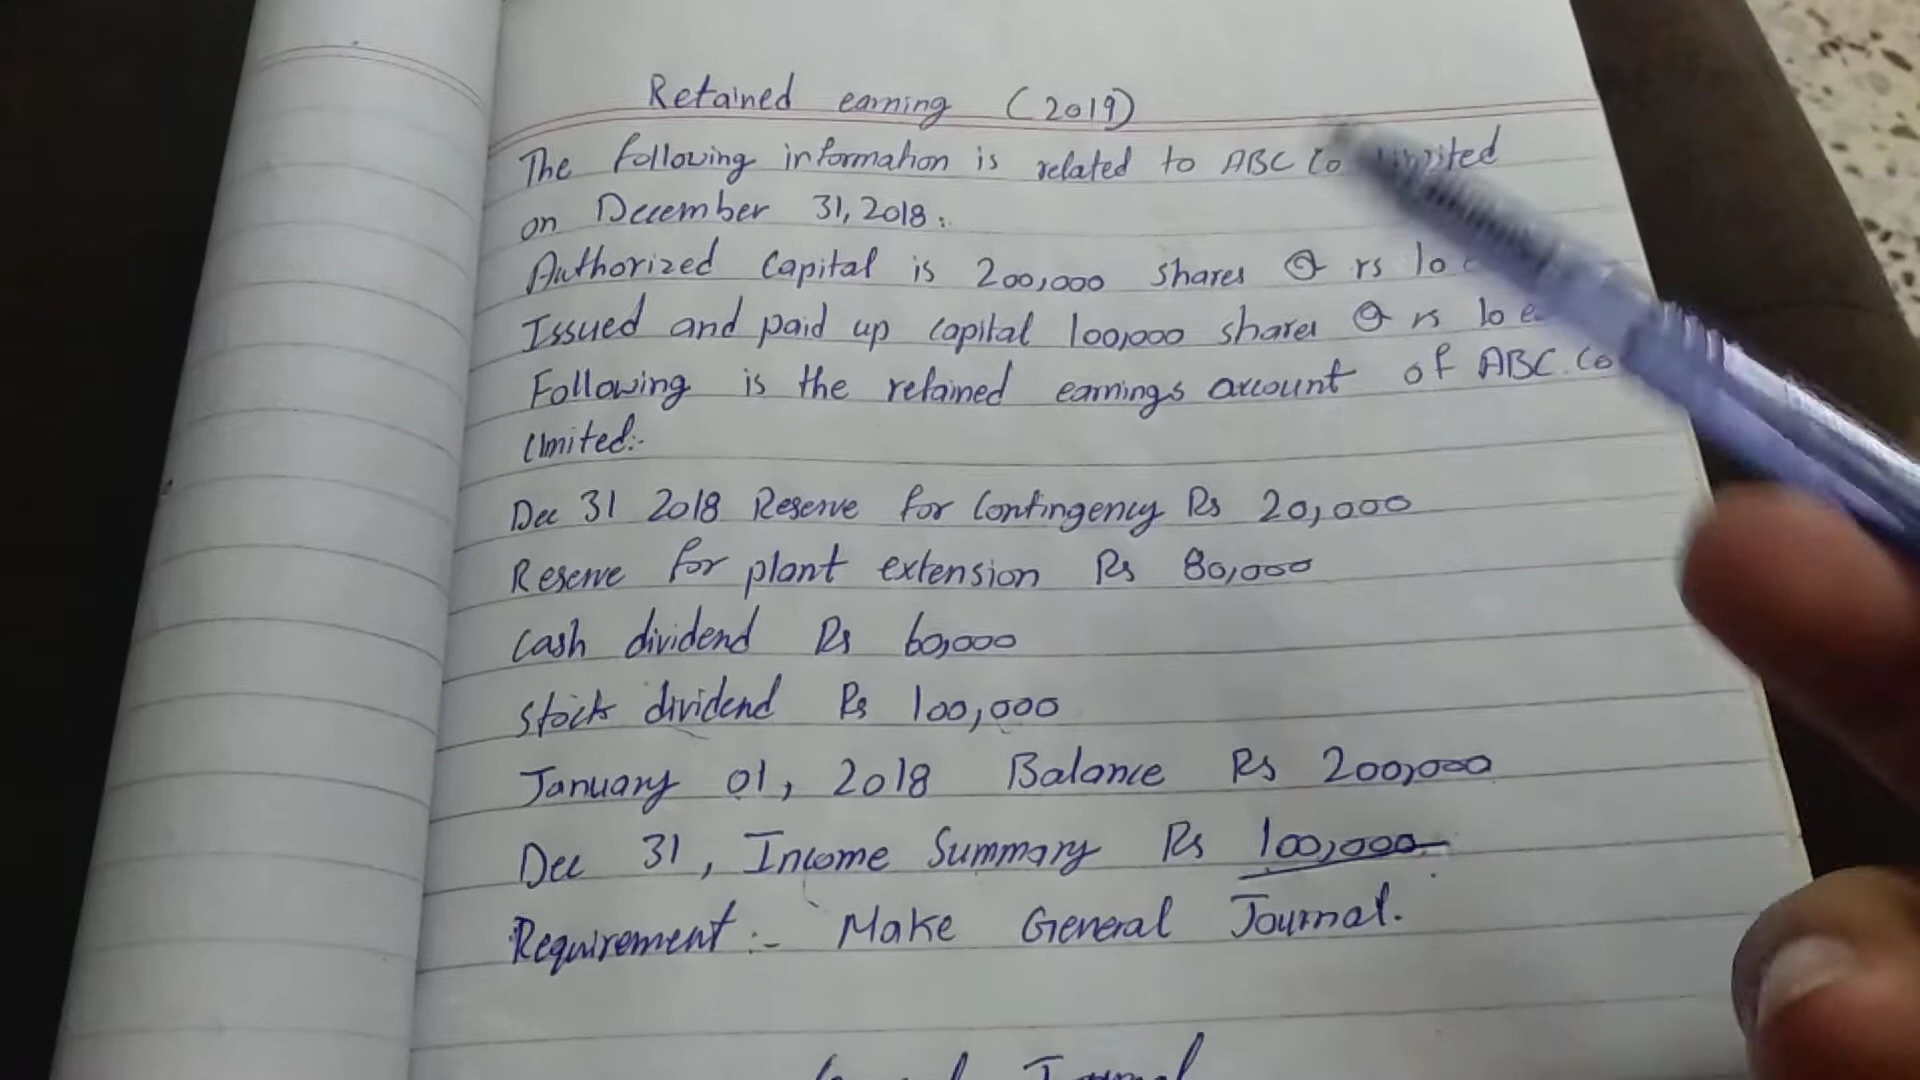 Retained earning (2019)
The following information is related to ABC Co limited
on December 31, 2018:
Authorized Capital is 200,000 shares @ rs 10
Issued and paid up capital 100,000 shares @ rs 10 e
Following is the retained earnings account of ABC. Co
limited:-
Dec 31 2018 Reserve for Contingency Rs 20,000
Reserve for plant extension Rs 80,000
Cash dividend Rs 60,000
Stock dividend Rs 100,000
January 01, 2018 Balance Rs 200,000
Dec 31, Income Summary Rs 100,000
Requirement:- Make General Journal.